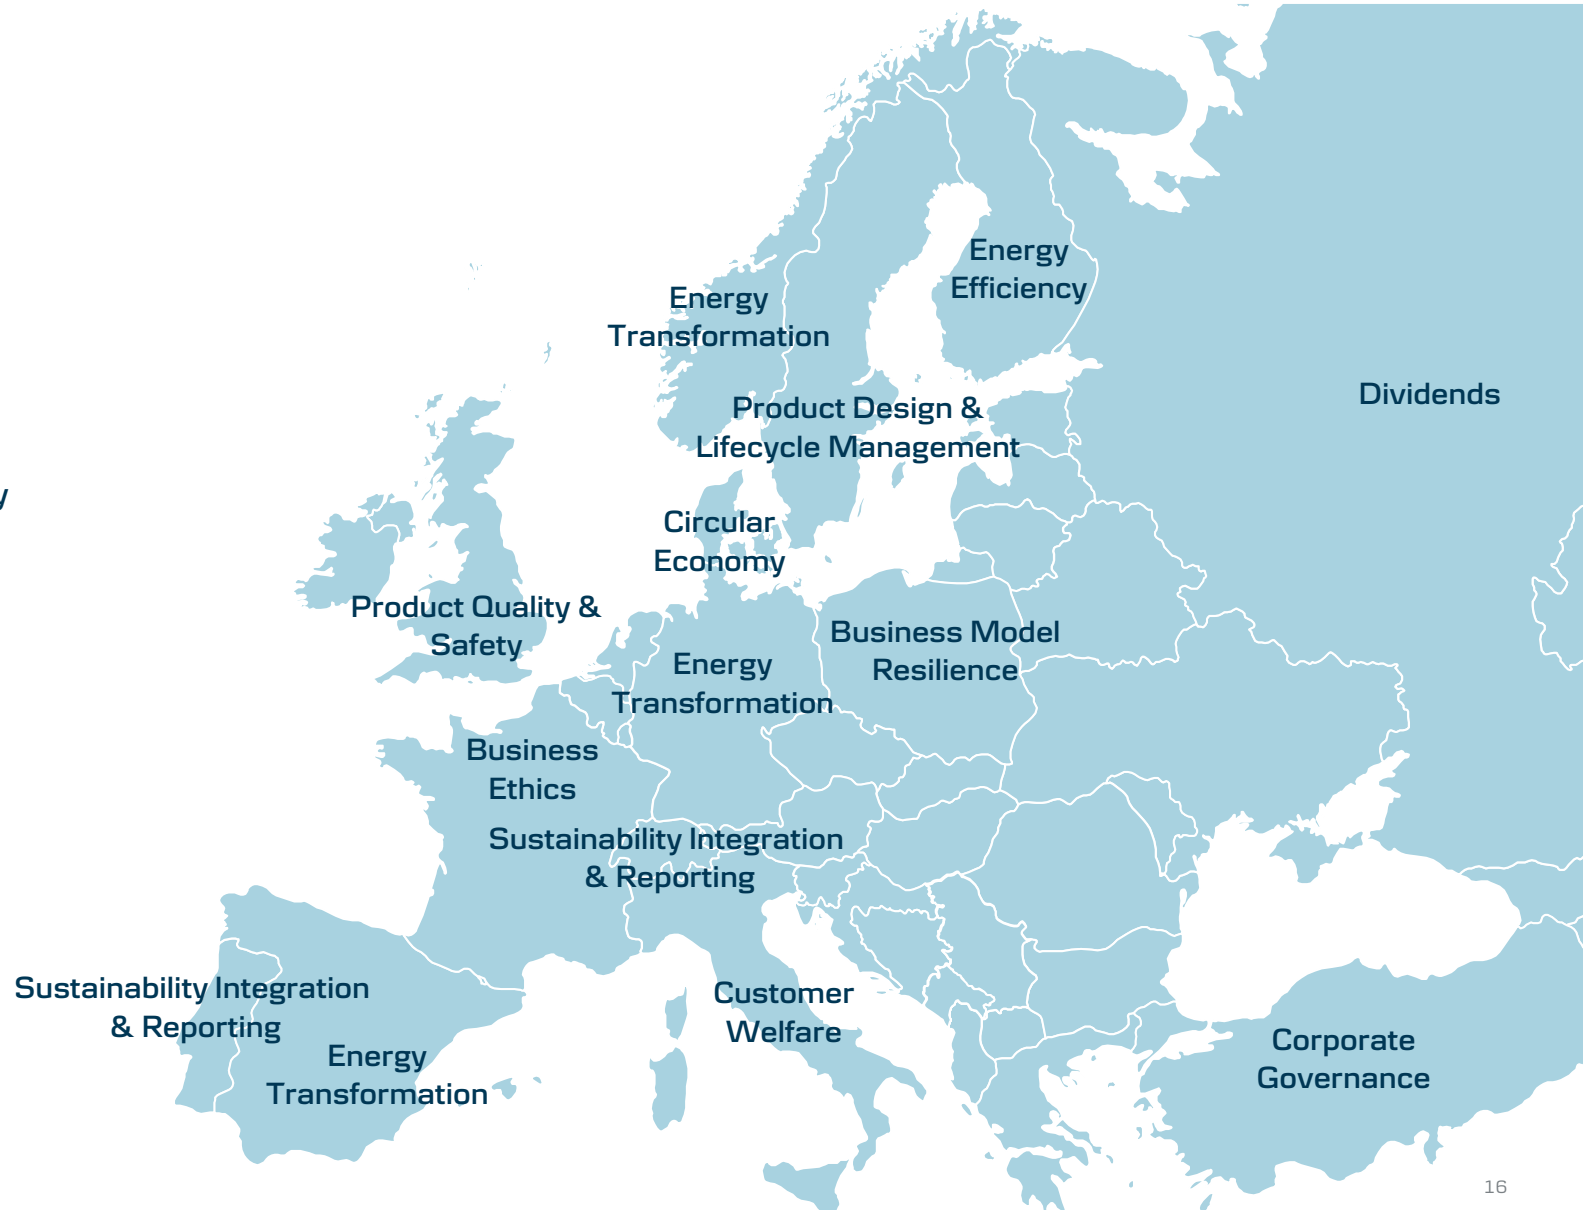 Energy
Efficiency
Energy
Transformation
Dividends
Product Design &
Lifecycle Management
y
Circular
Economy
Product Quality &
Safety
Business Model
Resilience
Energy
Transformation
Business
Ethics
Sustainability Integration
& Reporting
Sustainability Integration
& Reporting
Customer
Welfare
Energy
Transformation
Corporate
Governance
16